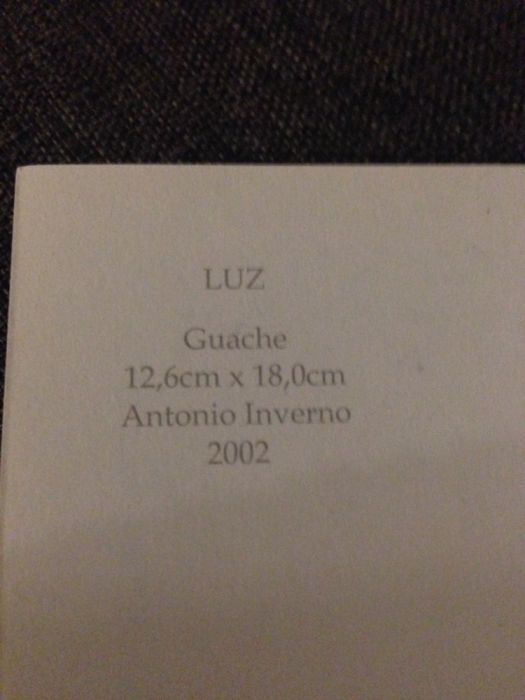 LUZ
Guache
12,6cm x 18,0cm
Antonio Inverno
2002